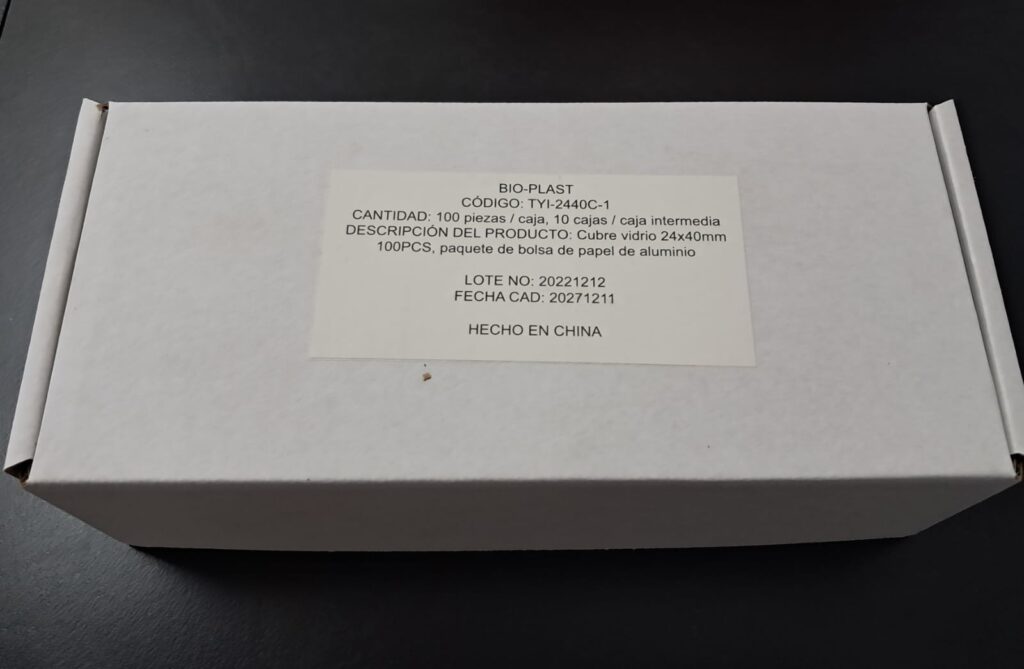 BIO-PLAST
CÓDIGO: TYI-2440C-1
CANTIDAD: 100 piezas / caja, 10 cajas / caja intermedia
DESCRIPCIÓN DEL PRODUCTO: Cubre vidrio 24x40mm
100PCS, paquete de bolsa de papel de aluminio
LOTE NO: 20221212
FECHA CAD: 20271211
HECHO EN CHINA